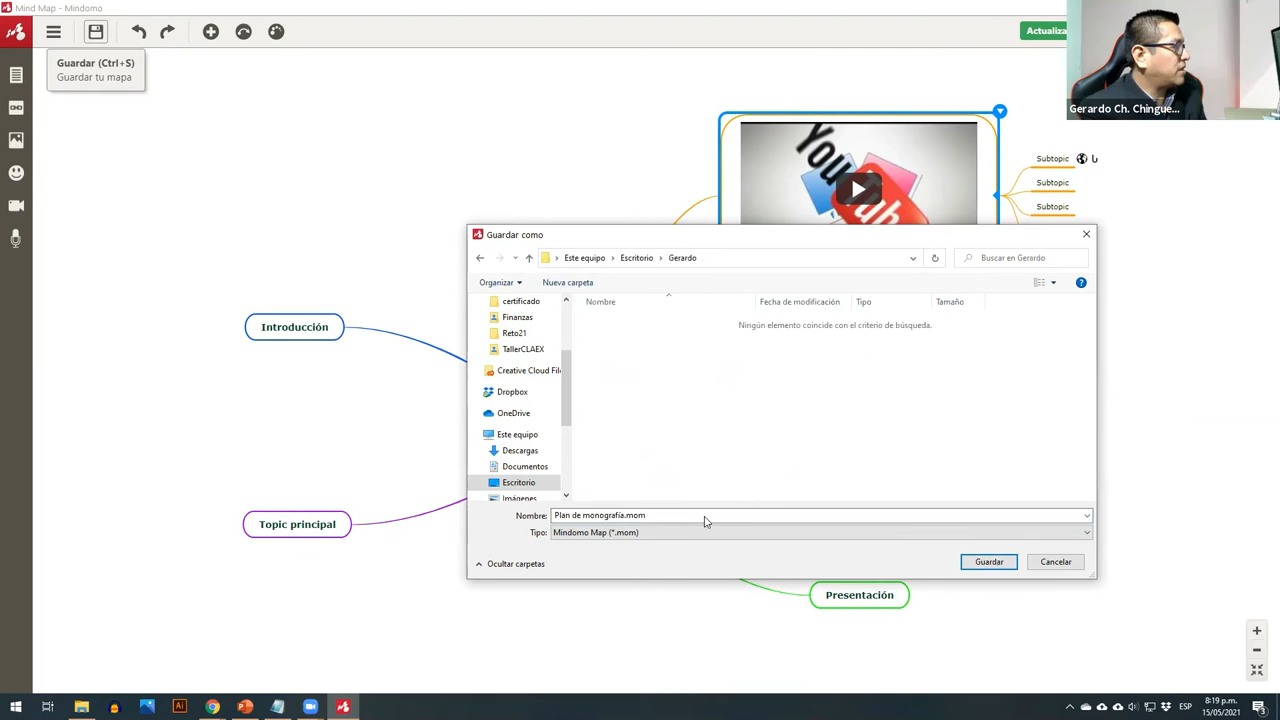 Mind Map - Mindomo
Actualiza
Guardar (Ctrl+S)
Guardar tu mapa
Gerardo Ch. Chingue...
You
Tube
Subtopic
Subtopic
Subtopic
Guardar como
Este equipo > Escritorio > Gerardo
Buscar en Gerardo
Organizar
Nueva carpeta
certificado
Finanzas
Reto21
TallerCLAEX
Creative Cloud Fil
Dropbox
OneDrive
Este equipo
Descargas
Documentos
Escritorio
Imágenes
Nombre
Fecha de modificación
Tipo
Tamaño
Ningún elemento coincide con el criterio de búsqueda.
Nombre: Plan de monografía.mom
Tipo: Mindomo Map (*.mom)
Ocultar carpetas
Guardar
Cancelar
Introducción
Topic principal
Presentación
ESP
8:19 p. m.
15/05/2021